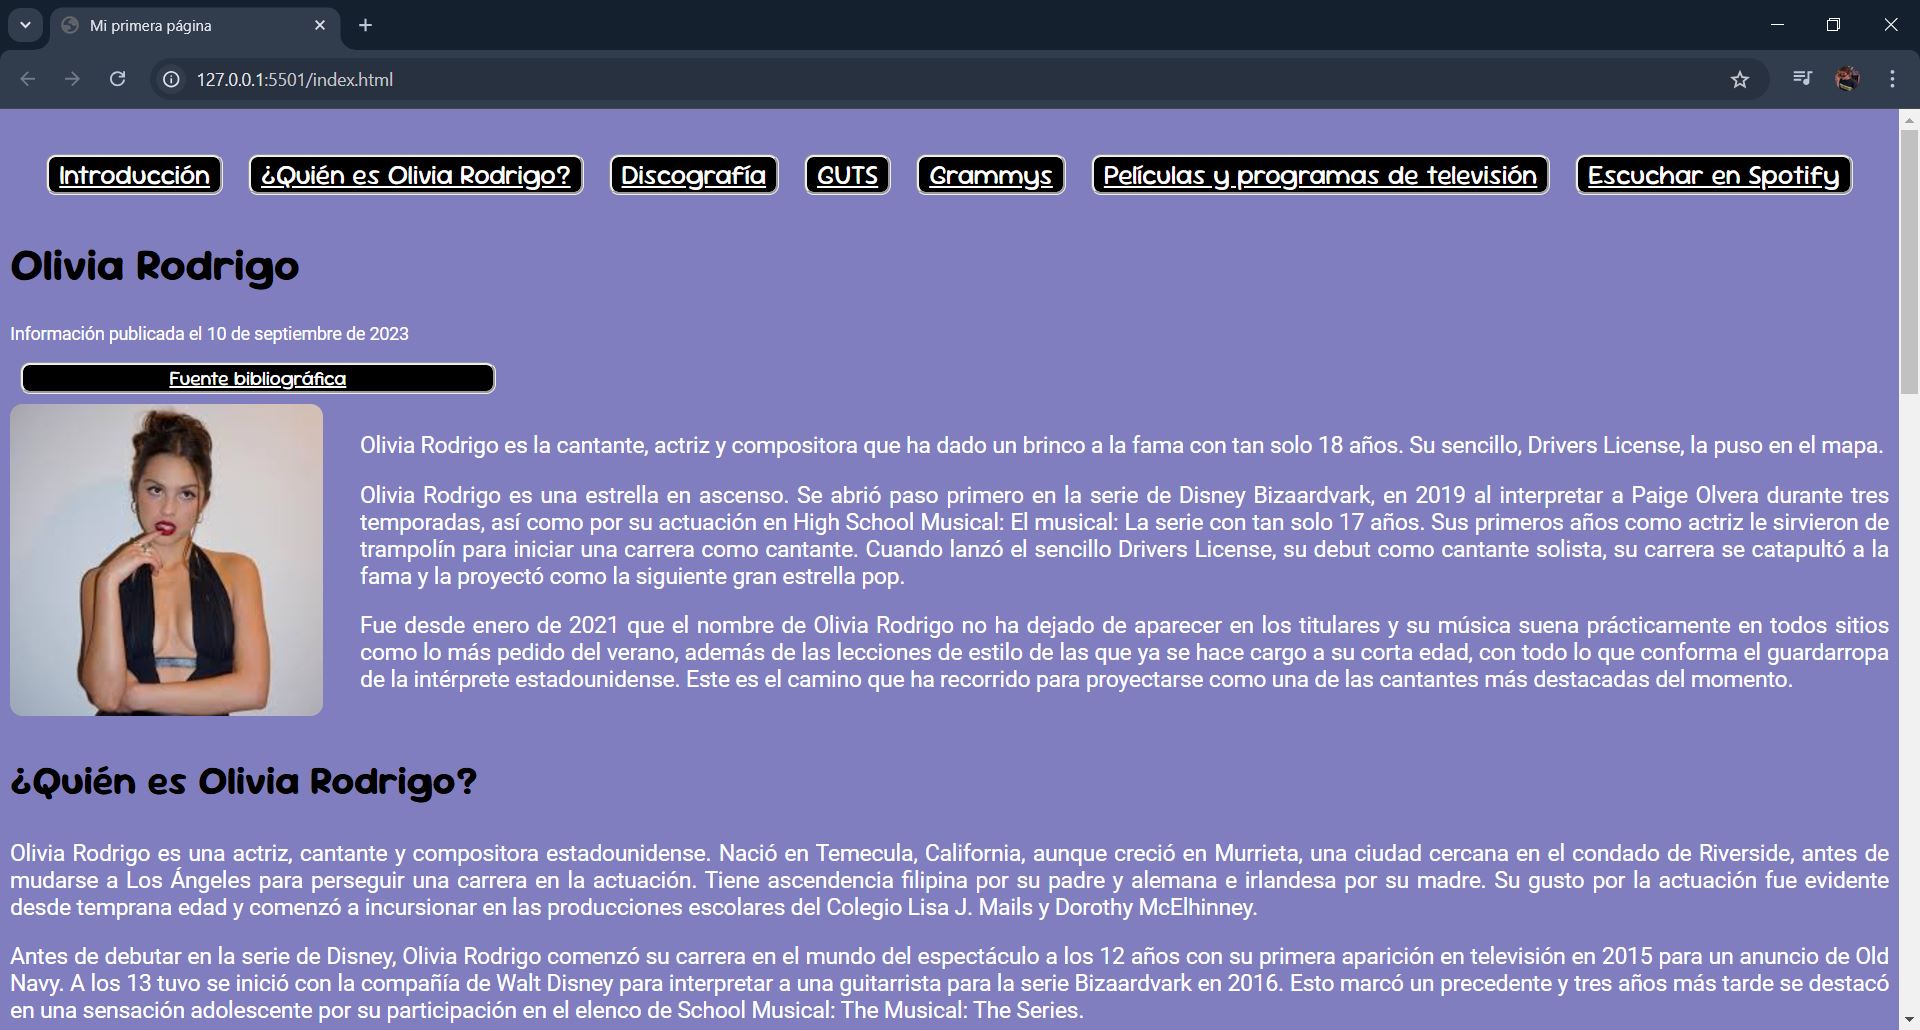 Mi primera página
127.0.0.1:5501/index.html
Introducción
¿Quién es Olivia Rodrigo?
Discografía
GUTS
Grammys
Películas y programas de televisión
Escuchar en Spotify
Olivia Rodrigo
Información publicada el 10 de septiembre de 2023
Fuente bibliográfica
Olivia Rodrigo es la cantante, actriz y compositora que ha dado un brinco a la fama con tan solo 18 años. Su sencillo, Drivers License, la puso en el mapa.
Olivia Rodrigo es una estrella en ascenso. Se abrió paso primero en la serie de Disney Bizaardvark, en 2019 al interpretar a Paige Olvera durante tres
temporadas, así como por su actuación en High School Musical: El musical: La serie con tan solo 17 años. Sus primeros años como actriz le sirvieron de
trampolín para iniciar una carrera como cantante. Cuando lanzó el sencillo Drivers License, su debut como cantante solista, su carrera se catapultó a la
fama y la proyectó como la siguiente gran estrella pop.
Fue desde enero de 2021 que el nombre de Olivia Rodrigo no ha dejado de aparecer en los titulares y su música suena prácticamente en todos sitios
como lo más pedido del verano, además de las lecciones de estilo de las que ya se hace cargo a su corta edad, con todo lo que conforma el guardarropa
de la intérprete estadounidense. Este es el camino que ha recorrido para proyectarse como una de las cantantes más destacadas del momento.
¿Quién es Olivia Rodrigo?
Olivia Rodrigo es una actriz, cantante y compositora estadounidense. Nació en Temecula, California, aunque creció en Murrieta, una ciudad cercana en el condado de Riverside, antes de
mudarse a Los Ángeles para perseguir una carrera en la actuación. Tiene ascendencia filipina por su padre y alemana e irlandesa por su madre. Su gusto por la actuación fue evidente
desde temprana edad y comenzó a incursionar en las producciones escolares del Colegio Lisa J. Mails y Dorothy McElhinney.
Antes de debutar en la serie de Disney, Olivia Rodrigo comenzó su carrera en el mundo del espectáculo a los 12 años con su primera aparición en televisión en 2015 para un anuncio de Old
Navy. A los 13 tuvo se inició con la compañía de Walt Disney para interpretar a una guitarrista para la serie Bizaardvark en 2016. Esto marcó un precedente y tres años más tarde se destacó
en una sensación adolescente por su participación en el elenco de School Musical: The Musical: The Series.